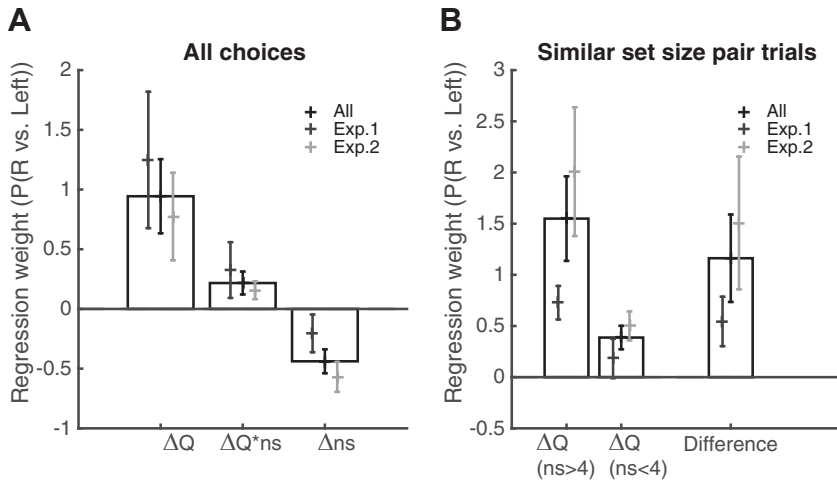 A
All choices
Regression weight (P(R vs. Left))
2
1.5
1
0.5
0
-0.5
-1
All
Exp.1
Exp.2
ΔQ
ΔQ*ns
Δns
B
Similar set size pair trials
Regression weight (P(R vs. Left))
3
2.5
2
1.5
1
0.5
0
-0.5
All
Exp.1
Exp.2
ΔQ
(ns>4)
ΔQ
(ns<4)
Difference